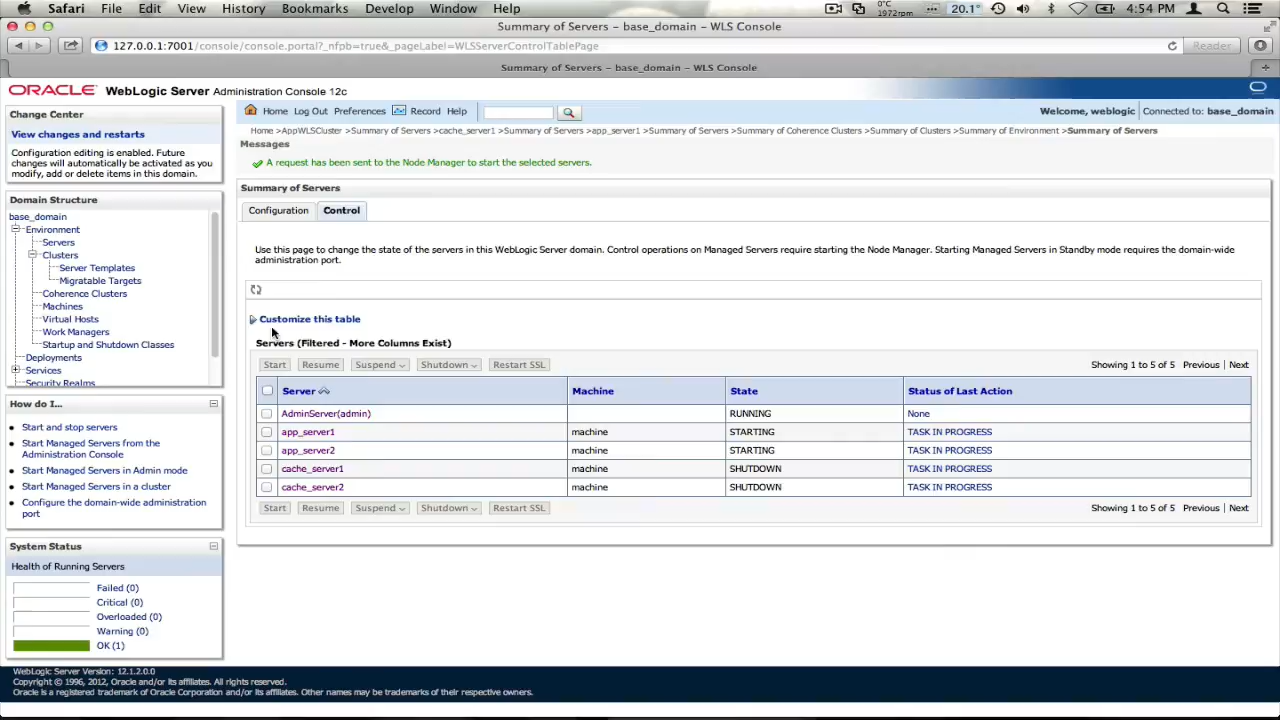 Safari File Edit View History Bookmarks Develop Window Help 0° 1972rpm 20.1° 4:54 PM
Summary of Servers – base_domain – WLS Console
127.0.0.1:7001/console/console.portal?_nfpb=true&_pageLabel=WLSServerControlTablePage Reader
Summary of Servers – base_domain – WLS Console
ORACLE® WebLogic Server Administration Console 12c
Change Center
View changes and restarts
Configuration editing is enabled. Future
changes will automatically be activated as you
modify, add or delete items in this domain.
Domain Structure
base_domain
Environment
Servers
Clusters
Server Templates
Migratable Targets
Coherence Clusters
Machines
Virtual Hosts
Work Managers
Startup and Shutdown Classes
Deployments
Services
Security Realms
How do I...
Start and stop servers
Start Managed Servers from the
Administration Console
Start Managed Servers in Admin mode
Start Managed Servers in a cluster
Configure the domain-wide administration
port
System Status
Health of Running Servers
Failed (0)
Critical (0)
Overloaded (0)
Warning (0)
OK (1)
Home Log Out Preferences Record Help
Welcome, weblogic Connected to: base_domain
Home >AppWLSCluster >Summary of Servers >cache_server1 >Summary of Servers >app_server1 >Summary of Servers >Summary of Coherence Clusters >Summary of Clusters >Summary of Environment >Summary of Servers
Messages
A request has been sent to the Node Manager to start the selected servers.
Summary of Servers
Configuration Control
Use this page to change the state of the servers in this WebLogic Server domain. Control operations on Managed Servers require starting the Node Manager. Starting Managed Servers in Standby mode requires the domain-wide
administration port.
Customize this table
Servers (Filtered - More Columns Exist)
Start Resume Suspend Shutdown Restart SSL Showing 1 to 5 of 5 Previous | Next
Server Machine State Status of Last Action
AdminServer(admin) RUNNING None
app_server1 machine STARTING TASK IN PROGRESS
app_server2 machine STARTING TASK IN PROGRESS
cache_server1 machine SHUTDOWN TASK IN PROGRESS
cache_server2 machine SHUTDOWN TASK IN PROGRESS
Start Resume Suspend Shutdown Restart SSL Showing 1 to 5 of 5 Previous | Next
WebLogic Server Version: 12.1.2.0.0
Copyright © 1996, 2012, Oracle and/or its affiliates. All rights reserved.
Oracle is a registered trademark of Oracle Corporation and/or its affiliates. Other names may be trademarks of their respective owners.